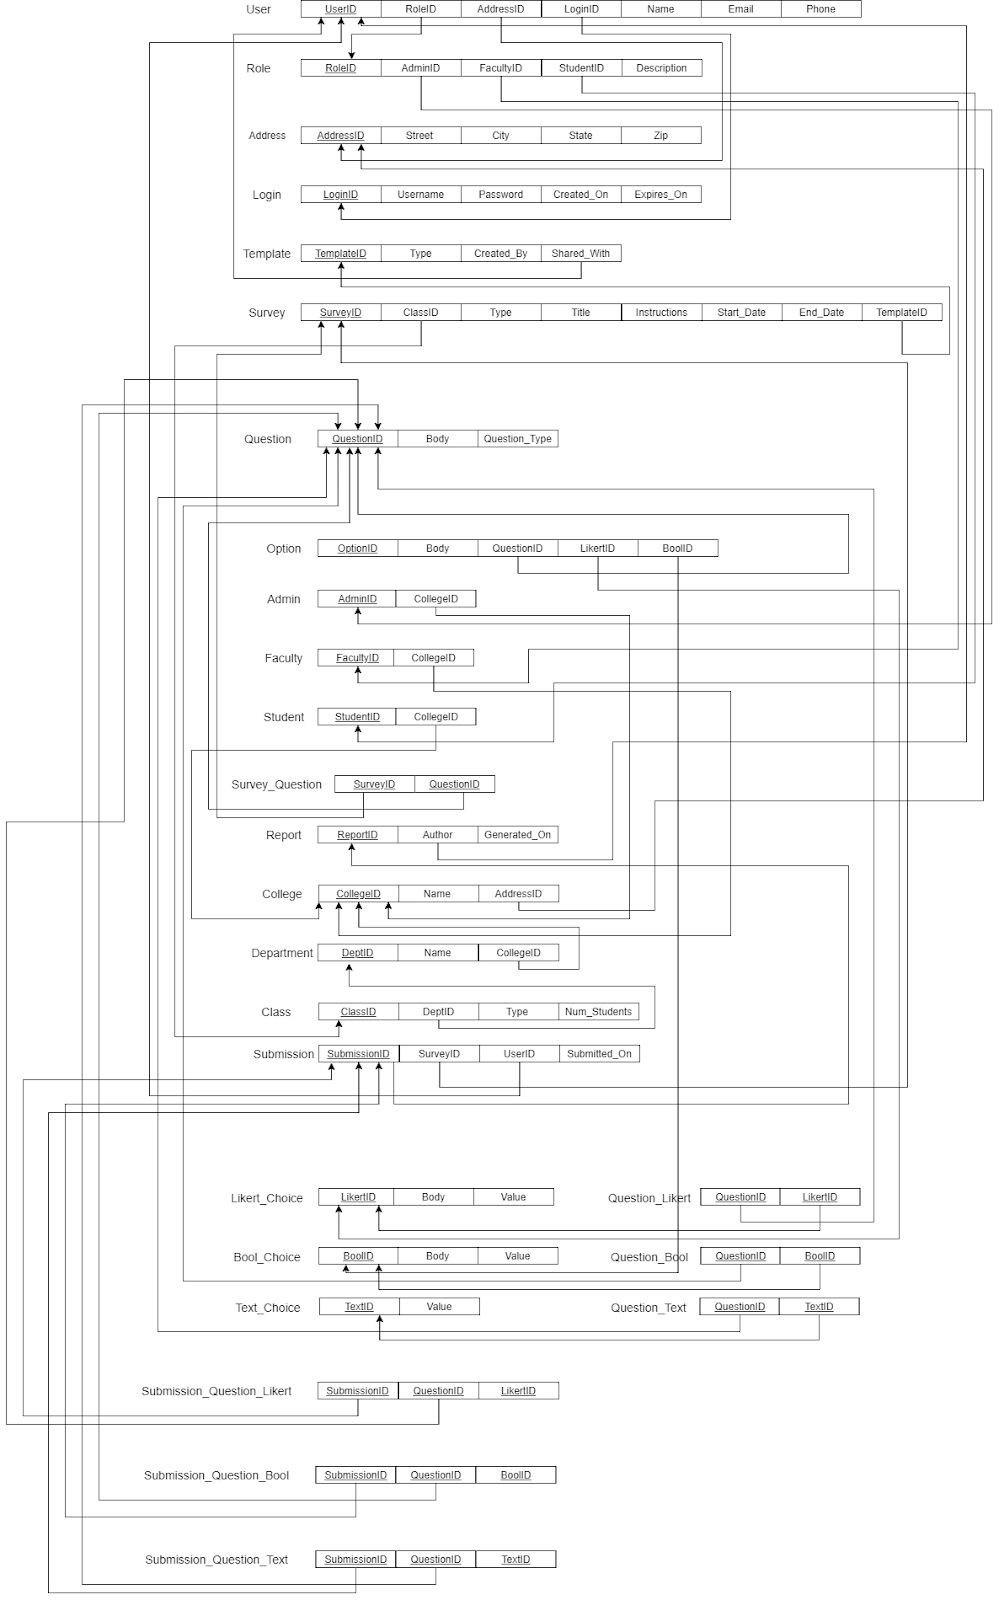 User UserID RoleID AddressID LoginID Name Email Phone
Role RoleID AdminID FacultyID StudentID Description
Address AddressID Street City State Zip
Login LoginID Username Password Created_On Expires_On
Template TemplateID Type Created_By Shared_With
Survey SurveyID ClassID Type Title Instructions Start_Date End_Date TemplateID
Question QuestionID Body Question_Type
Option OptionID Body QuestionID LikertID BoolID
Admin AdminID CollegeID
Faculty FacultyID CollegeID
Student StudentID CollegeID
Survey_Question SurveyID QuestionID
Report ReportID Author Generated_On
College CollegeID Name AddressID
Department DeptID Name CollegeID
Class ClassID DeptID Type Num_Students
Submission SubmissionID SurveyID UserID Submitted_On
Likert_Choice LikertID Body Value Question_Likert QuestionID LikertID
Bool_Choice BoolID Body Value Question_Bool QuestionID BoolID
Text_Choice TextID Value Question_Text QuestionID TextID
Submission_Question_Likert SubmissionID QuestionID LikertID
Submission_Question_Bool SubmissionID QuestionID BoolID
Submission_Question_Text SubmissionID QuestionID TextID